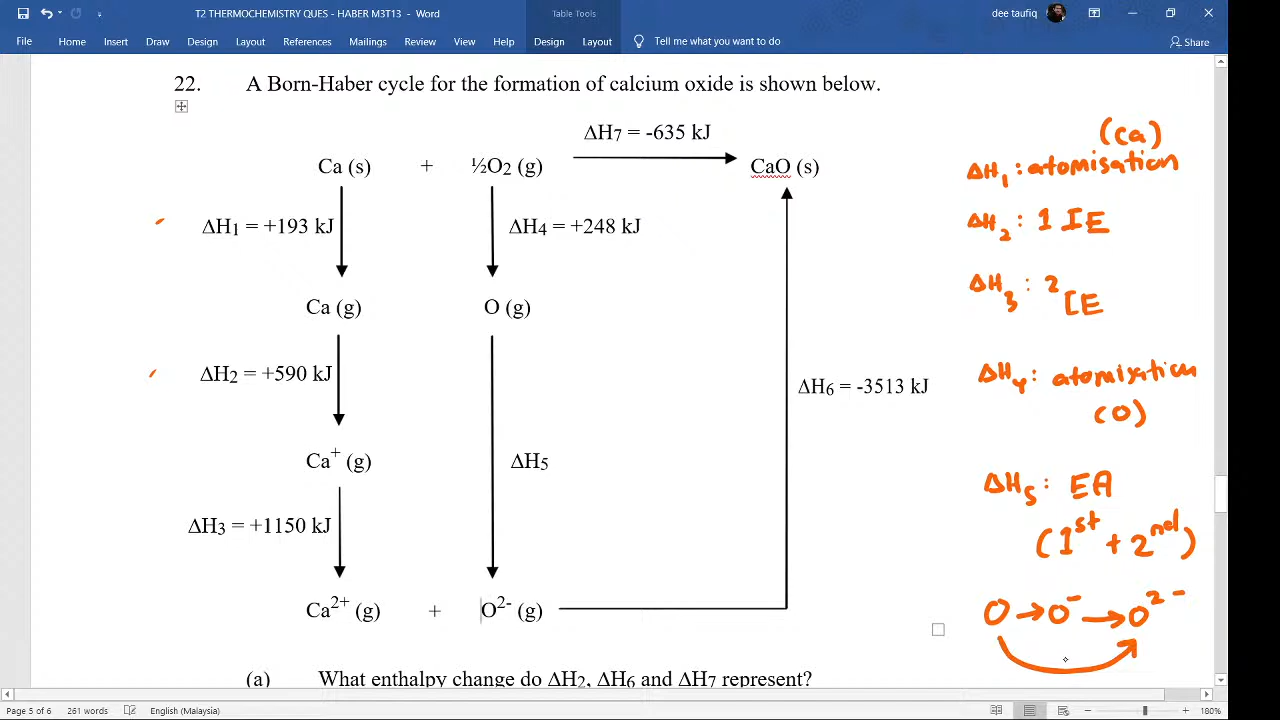 T2 THERMOCHEMISTRY QUES - HABER M3T13 - Word
Table Tools
dee taufiq
File Home Insert Draw Design Layout References Mailings Review View Help Design Layout Tell me what you want to do Share
22. A Born-Haber cycle for the formation of calcium oxide is shown below.
ΔH7 = -635 kJ
Ca (s) + ½O2 (g) CaO (s)
ΔH1 = +193 kJ ΔH4 = +248 kJ
Ca (g) O (g)
ΔH2 = +590 kJ
ΔH6 = -3513 kJ
Ca+ (g) ΔH5
ΔH3 = +1150 kJ
Ca2+ (g) + O2- (g)
(a) What enthalpy change do ΔH2, ΔH6 and ΔH7 represent?
(Ca)
ΔH1 : atomisation
ΔH2 : 1 IE
ΔH3 : 2 IE
ΔH4 : atomisation
(O)
ΔH5 : EA
(1st + 2nd)
O → O- → O2-
Page 5 of 6 261 words English (Malaysia) 180%